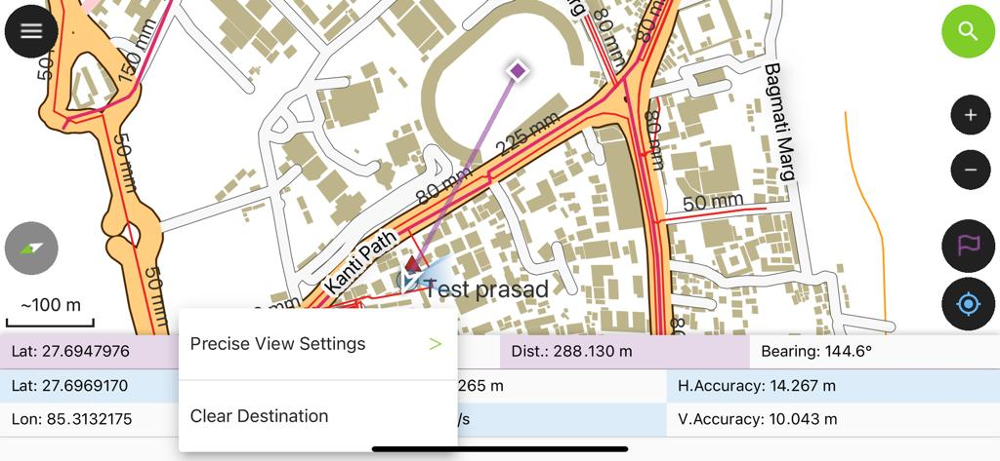 50
150 mm
rg
80 mm
80 mm
Bagmati Marg
50 mm
225 mm
80 mm
80 mm
50 mm
Kanti Path
50 mm
Test prasad
~100 m
mm
Precise View Settings >
Clear Destination
Lat: 27.6947976
Dist.: 288.130 m
Bearing: 144.6°
Lat: 27.6969170
265 m
H.Accuracy: 14.267 m
Lon: 85.3132175
/s
V.Accuracy: 10.043 m